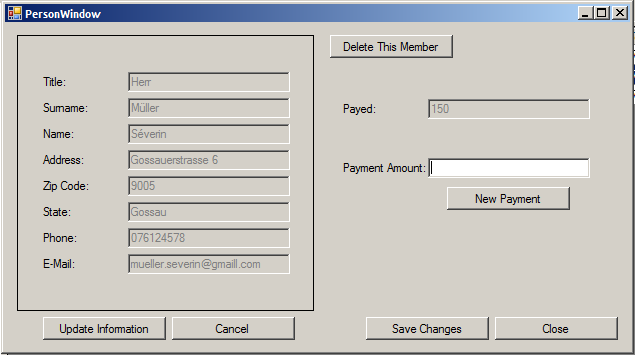 PersonWindow
Delete This Member
Title: Herr
Surname: Müller
Name: Séverin
Address: Gossauerstrasse 6
Zip Code: 9005
State: Gossau
Phone: 076124578
E-Mail: mueller.severin@gmaill.com
Payed: 150
Payment Amount:
New Payment
Update Information Cancel Save Changes Close